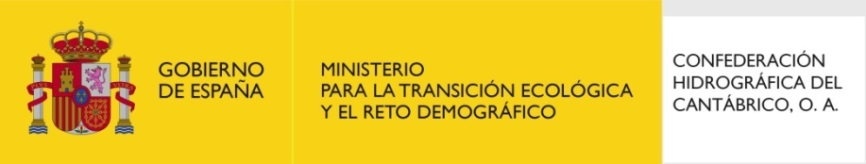 GOBIERNO
DE ESPAÑA
MINISTERIO
PARA LA TRANSICIÓN ECOLÓGICA
Y EL RETO DEMOGRÁFICO
CONFEDERACIÓN
HIDROGRÁFICA DEL
CANTÁBRICO, O. A.